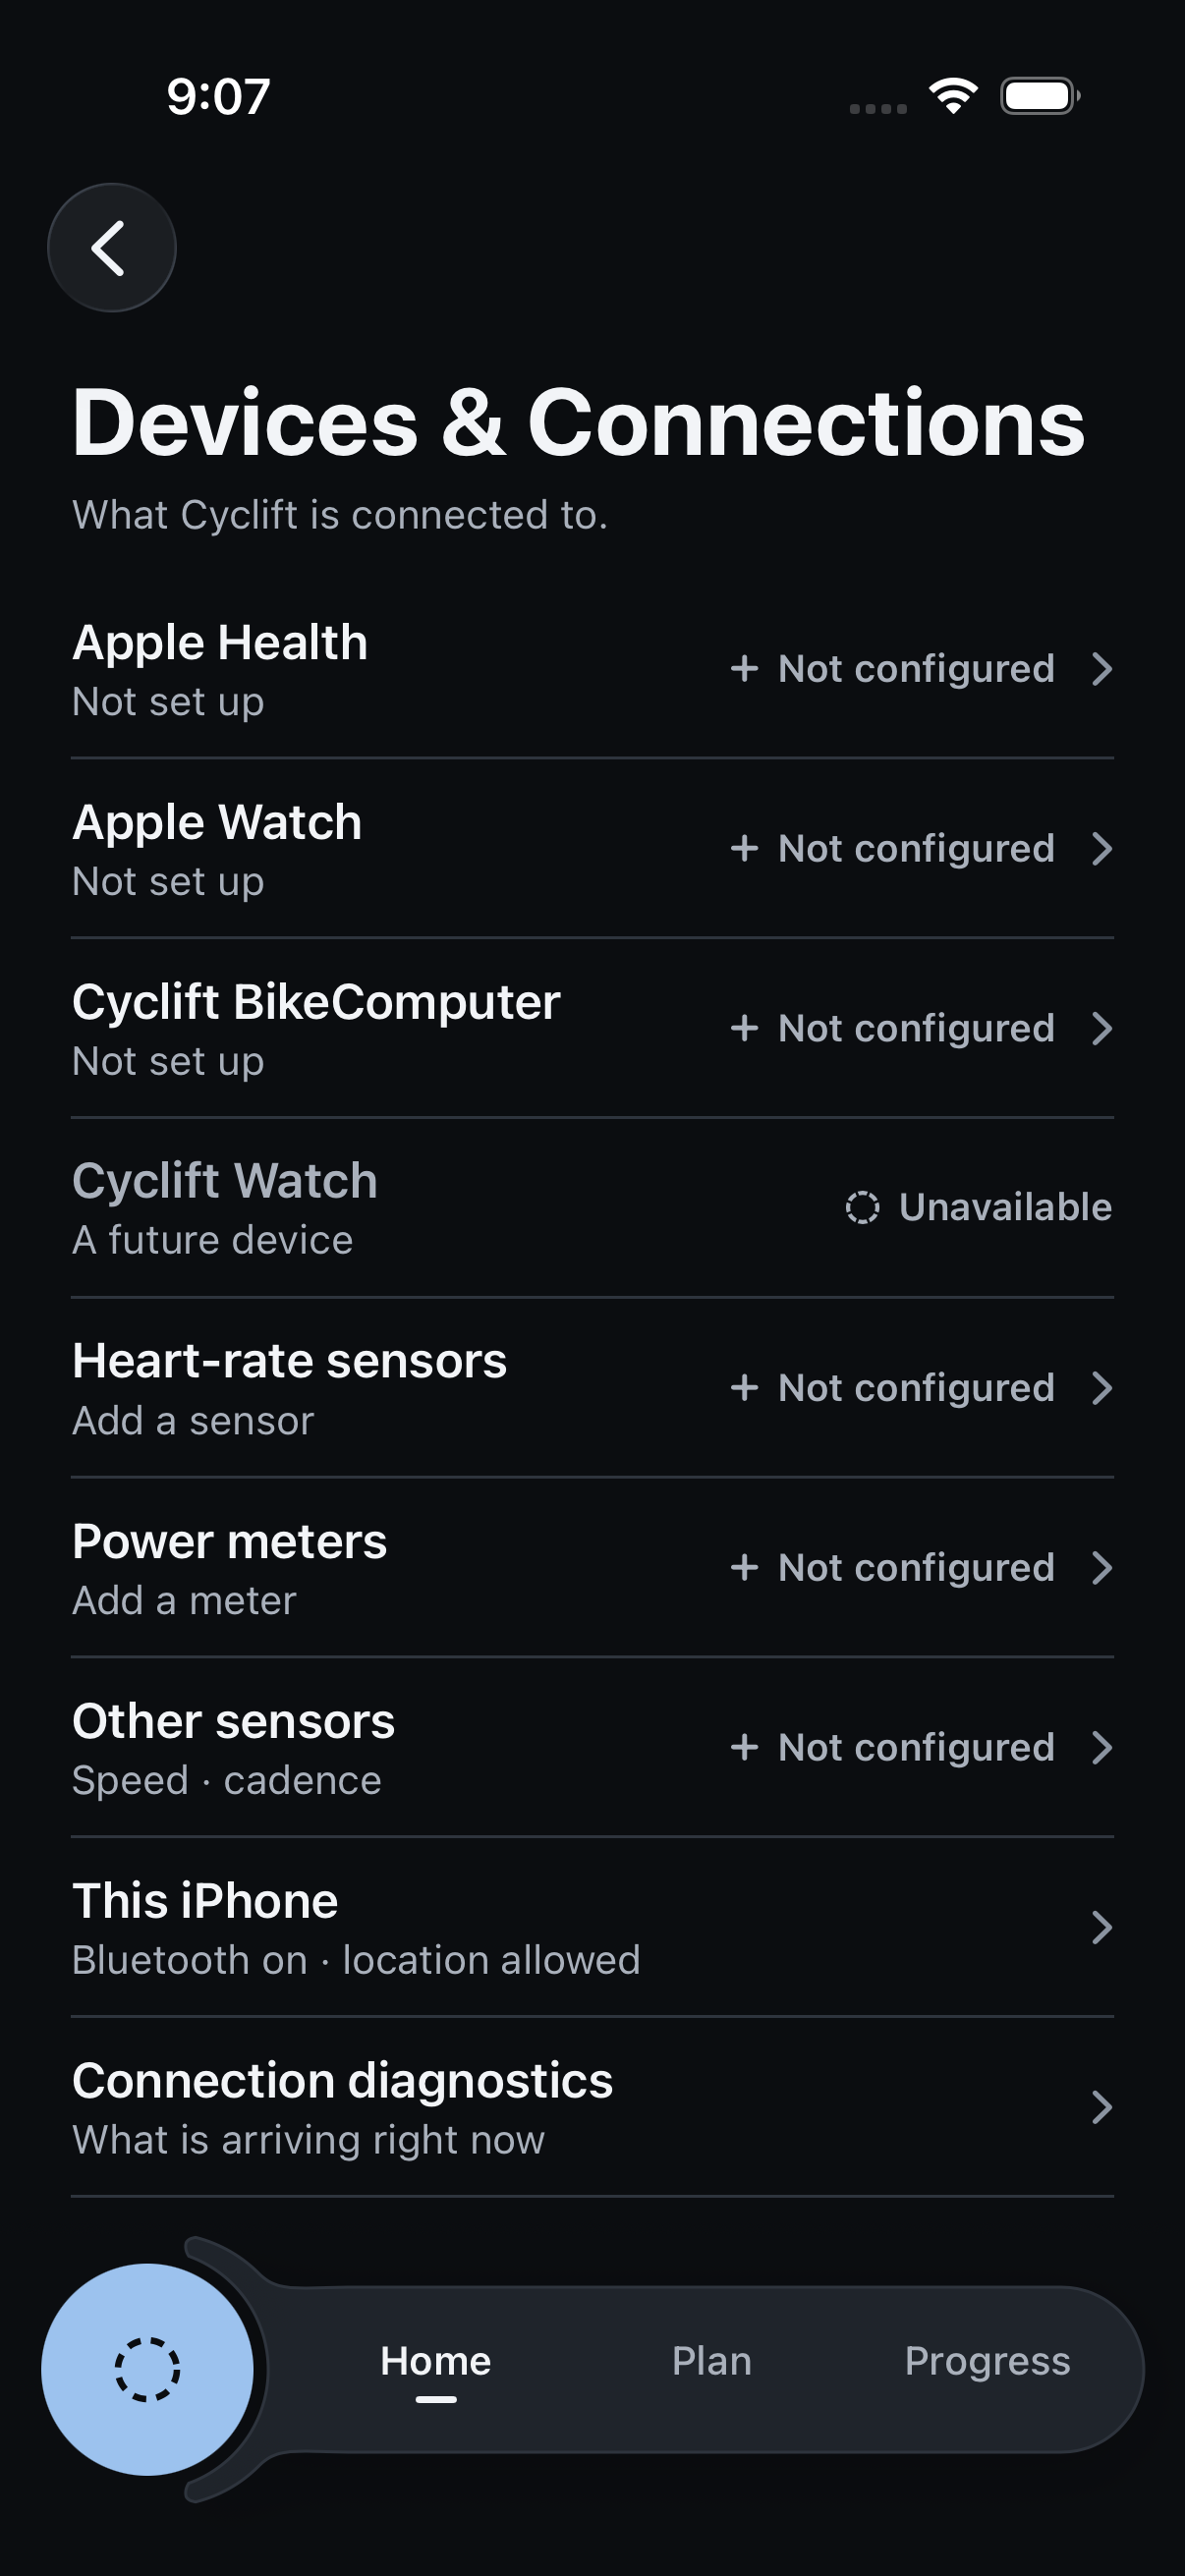 9:07
Devices & Connections
What Cyclift is connected to.
Apple Health
Not set up
+ Not configured
Apple Watch
Not set up
+ Not configured
Cyclift BikeComputer
Not set up
+ Not configured
Cyclift Watch
A future device
Unavailable
Heart-rate sensors
Add a sensor
+ Not configured
Power meters
Add a meter
+ Not configured
Other sensors
Speed · cadence
+ Not configured
This iPhone
Bluetooth on · location allowed
Connection diagnostics
What is arriving right now
Home Plan Progress